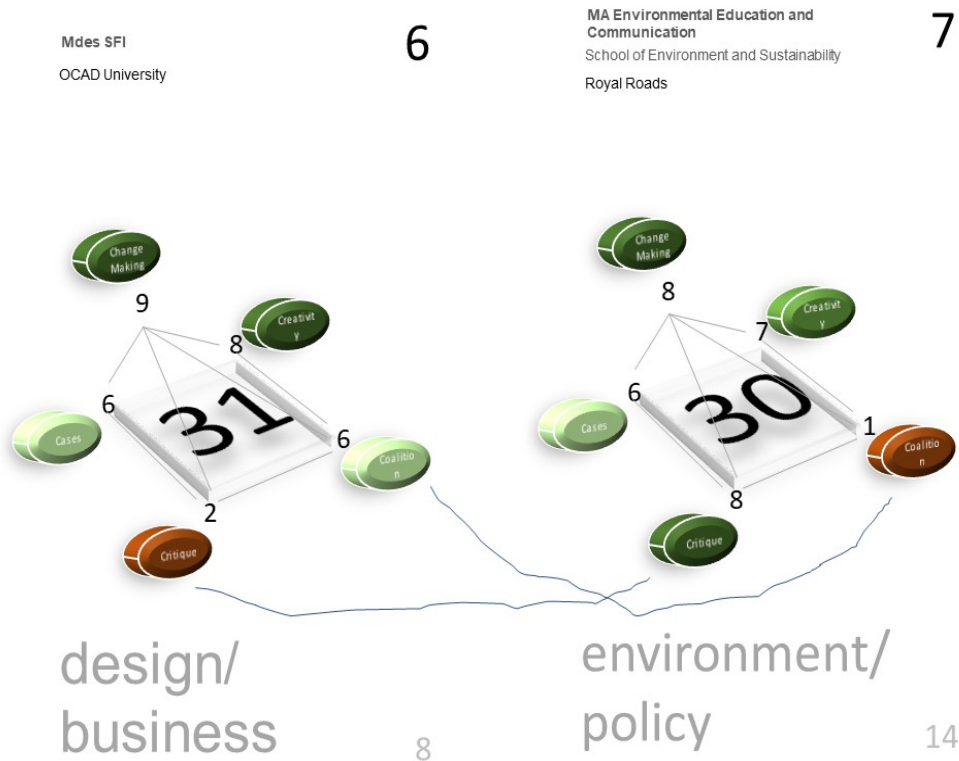 Mdes SFI
OCAD University
6
Change
Making
9
Creativit
y
8
6
31
Cases
6
Coalitio
n
2
Critique
design/
business
8
MA Environmental Education and
Communication
School of Environment and Sustainability
Royal Roads
7
Change
Making
8
Creativit
y
7
6
30
Cases
1
Coalitio
n
8
Critique
environment/
policy
14